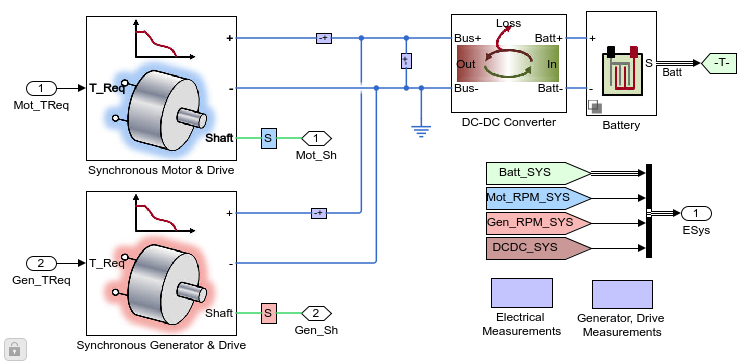 Loss
+
Bus+
Batt+
+
Out
In
S
-T-
Batt
T_Req
1
Mot_TReq
-
Bus-
Batt-
-
DC-DC Converter
Battery
Shaft
S
1
Mot_Sh
Synchronous Motor & Drive
Batt_SYS
Mot_RPM_SYS
Gen_RPM_SYS
DCDC_SYS
1
ESys
+
-+
-+
-+
T_Req
2
Gen_TReq
-
Shaft
S
2
Gen_Sh
Synchronous Generator & Drive
Electrical
Measurements
Generator, Drive
Measurements